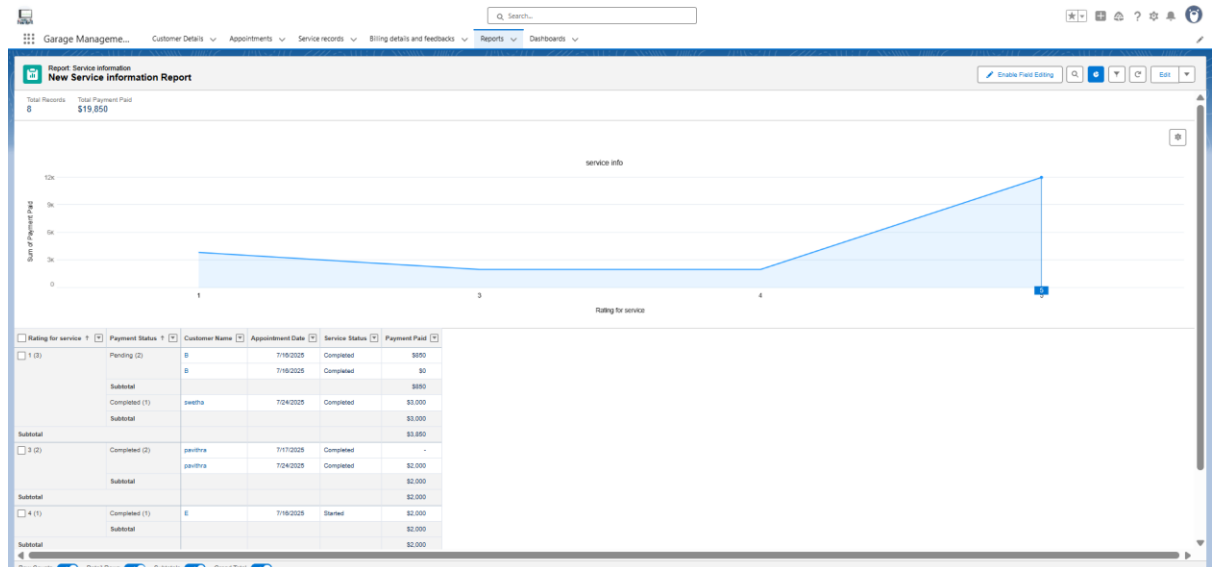 Search...
Garage Manageme... Customer Details Appointments Service records Billing details and feedbacks Reports Dashboards
Report: Service information
New Service information Report
Enable Field Editing Edit
Total Records Total Payment Paid
8 $19,850
service info
12K
9K
6K
3K
0
Sum of Payment Paid
1 3 4 5
Rating for service
Rating for service ↑ Payment Status ↑ Customer Name Appointment Date Service Status Payment Paid
1 (3) Pending (2) B 7/16/2025 Completed $850
B 7/16/2025 Completed $0
Subtotal $850
Completed (1) swetha 7/24/2025 Completed $3,000
Subtotal $3,000
Subtotal $3,850
3 (2) Completed (2) pavithra 7/17/2025 Completed -
pavithra 7/24/2025 Completed $2,000
Subtotal $2,000
Subtotal $2,000
4 (1) Completed (1) E 7/16/2025 Started $2,000
Subtotal $2,000
Subtotal $2,000